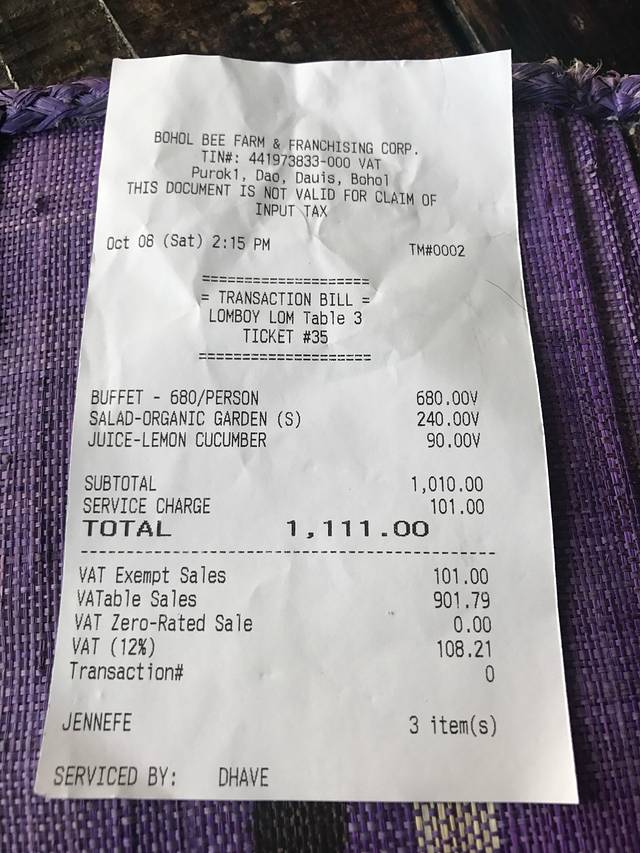 BOHOL BEE FARM & FRANCHISING CORP.
TIN#: 441973833-000 VAT
Purok1, Dao, Dauis, Bohol
THIS DOCUMENT IS NOT VALID FOR CLAIM OF
INPUT TAX
Oct 08 (Sat) 2:15 PM TM#0002
====================
= TRANSACTION BILL =
LOMBOY LOM Table 3
TICKET #35
====================
BUFFET - 680/PERSON 680.00V
SALAD-ORGANIC GARDEN (S) 240.00V
JUICE-LEMON CUCUMBER 90.00V
SUBTOTAL 1,010.00
SERVICE CHARGE 101.00
TOTAL 1,111.00
----------------------------------------
VAT Exempt Sales 101.00
VATable Sales 901.79
VAT Zero-Rated Sale 0.00
VAT (12%) 108.21
Transaction# 0
JENNEFE 3 item(s)
SERVICED BY: DHAVE